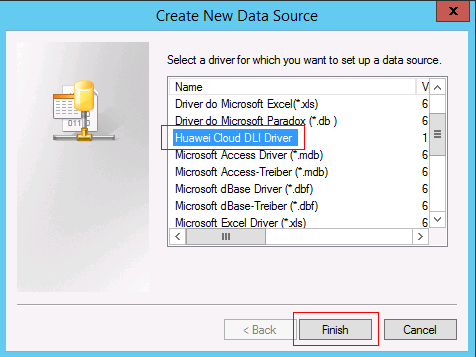 Create New Data Source
x
Select a driver for which you want to set up a data source.
Name V
Driver do Microsoft Excel(*.xls) 6
Driver do Microsoft Paradox (*.db ) 6
Huawei Cloud DLI Driver 1
Microsoft Access Driver (*.mdb) 6
Microsoft Access-Treiber (*.mdb) 6
Microsoft dBase Driver (*.dbf) 6
Microsoft dBase-Treiber (*.dbf) 6
Microsoft Excel Driver (*.xls) 6
< Back Finish Cancel